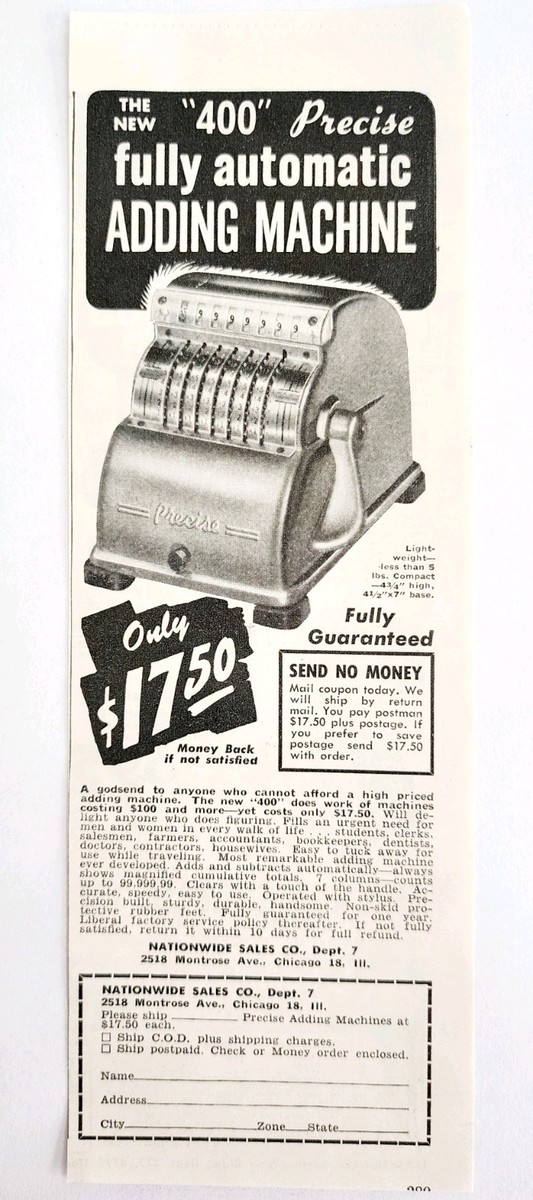 THE NEW "400" Precise
fully automatic
ADDING MACHINE
9 9 9 9 9 9 9
Precise
Light-
weight—
less than 5
lbs. Compact
—4¾" high,
4½"x7" base.
Only
$17.50
Money Back
if not satisfied
Fully
Guaranteed
SEND NO MONEY
Mail coupon today. We
will ship by return
mail. You pay postman
$17.50 plus postage. If
you prefer to save
postage send $17.50
with order.
A godsend to anyone who cannot afford a high priced
adding machine. The new "400" does work of machines
costing $100 and more—yet costs only $17.50. Will de-
light anyone who does figuring. Fills an urgent need for
men and women in every walk of life . . . students, clerks,
salesmen, farmers, accountants, bookkeepers, dentists,
doctors, contractors, housewives. Easy to tuck away for
use while traveling. Most remarkable adding machine
ever developed. Adds and subtracts automatically—always
shows magnified cumulative totals. 7 columns—counts
up to 99,999.99. Clears with a touch of the handle. Ac-
curate, speedy, easy to use. Operated with stylus. Pre-
cision built, sturdy, durable, handsome. Non-skid pro-
tective rubber feet. Fully guaranteed for one year.
Liberal factory service policy thereafter. If not fully
satisfied, return it within 10 days for full refund.
NATIONWIDE SALES CO., Dept. 7
2518 Montrose Ave., Chicago 18, Ill.
NATIONWIDE SALES CO., Dept. 7
2518 Montrose Ave., Chicago 18, Ill.
Please ship ________ Precise Adding Machines at
$17.50 each.
☐ Ship C.O.D. plus shipping charges.
☐ Ship postpaid. Check or Money order enclosed.
Name
Address
City Zone State